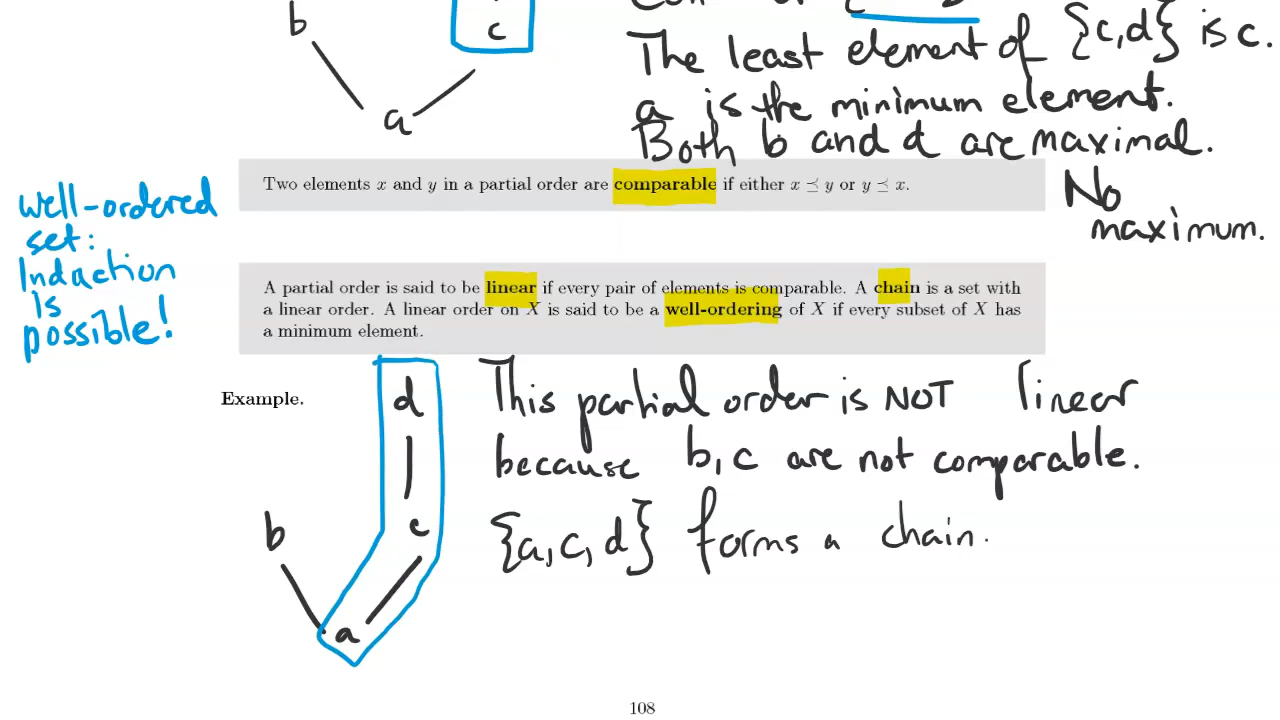 b
c
a
The least element of {c,d} is c.
a is the minimum element.
Both b and d are maximal.
No
maximum.
Two elements x and y in a partial order are comparable if either x ⪯ y or y ⪯ x.
well-ordered
set:
Indaction
is
possible!
A partial order is said to be linear if every pair of elements is comparable. A chain is a set with
a linear order. A linear order on X is said to be a well-ordering of X if every subset of X has
a minimum element.
Example.
d
c
b
a
This partial order is NOT linear
because b, c are not comparable.
{a, c, d} forms a chain.
108